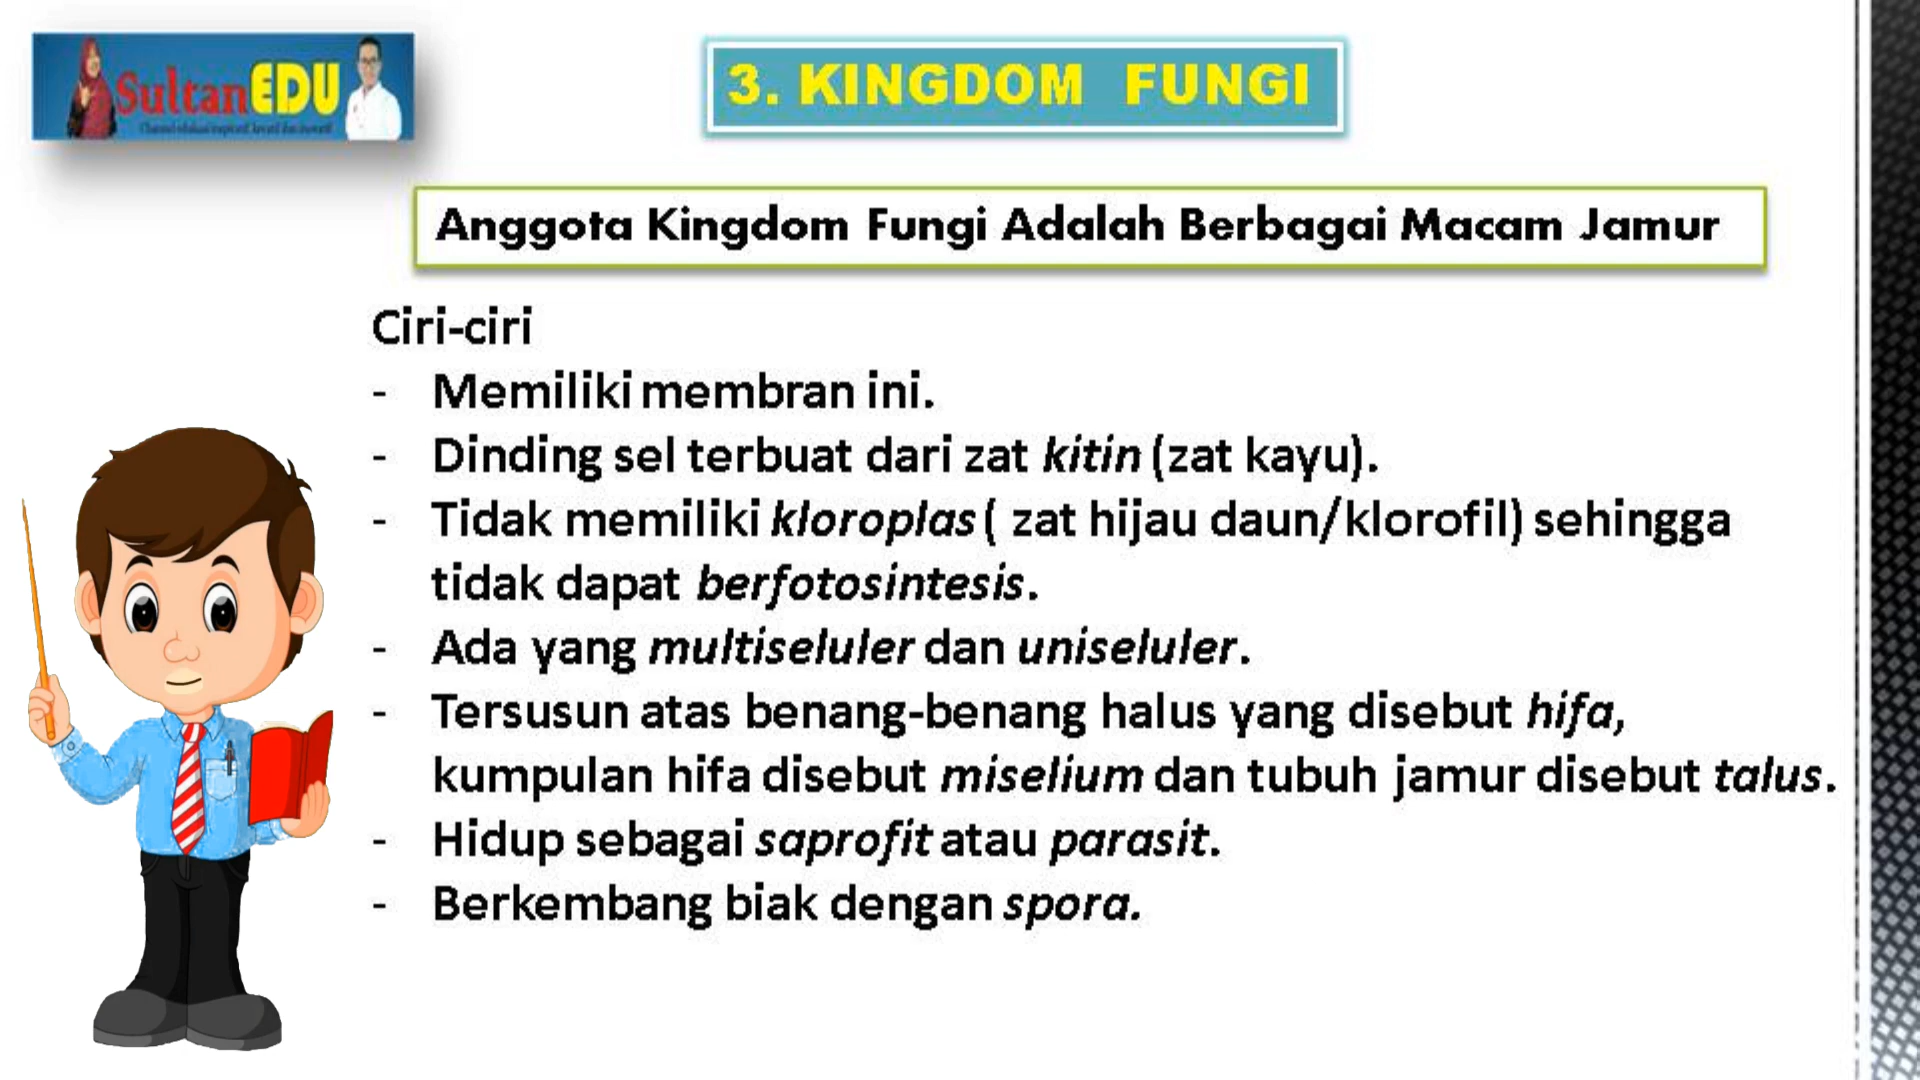 SultanEDU
3. KINGDOM FUNGI
Anggota Kingdom Fungi Adalah Berbagai Macam Jamur
Ciri-ciri
- Memiliki membran ini.
- Dinding sel terbuat dari zat kitin (zat kayu).
- Tidak memiliki kloroplas ( zat hijau daun/klorofil) sehingga
tidak dapat berfotosintesis.
- Ada yang multiseluler dan uniseluler.
- Tersusun atas benang-benang halus yang disebut hifa,
kumpulan hifa disebut miselium dan tubuh jamur disebut talus.
- Hidup sebagai saprofit atau parasit.
- Berkembang biak dengan spora.